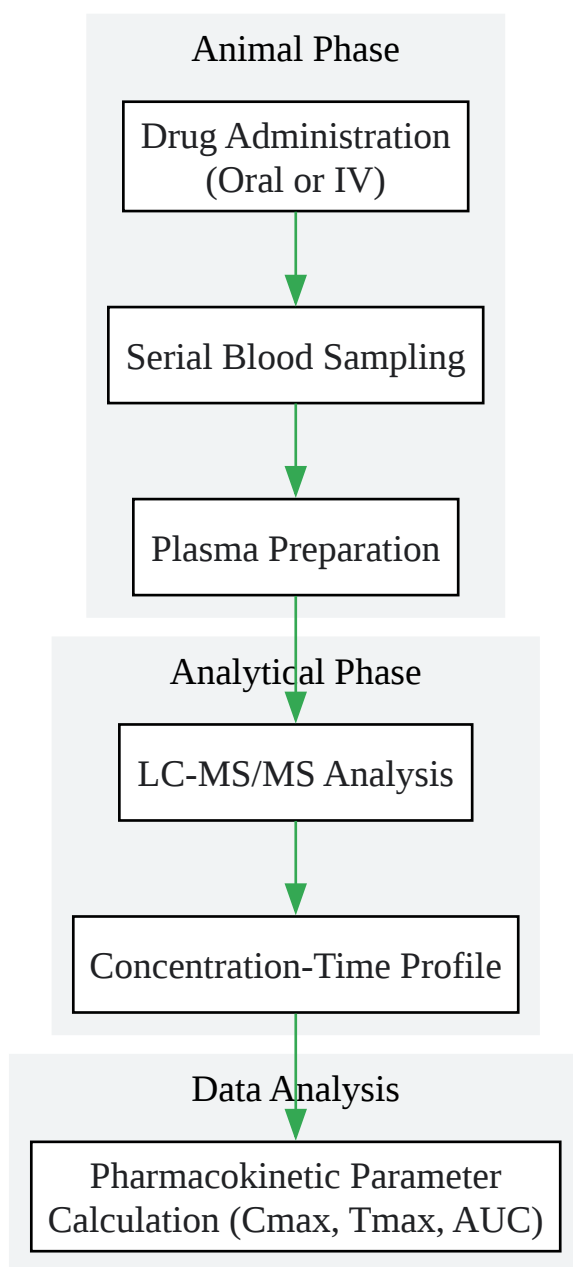 Animal Phase
Drug Administration
(Oral or IV)
Serial Blood Sampling
Plasma Preparation
Analytical Phase
LC-MS/MS Analysis
Concentration-Time Profile
Data Analysis
Pharmacokinetic Parameter
Calculation (Cmax, Tmax, AUC)